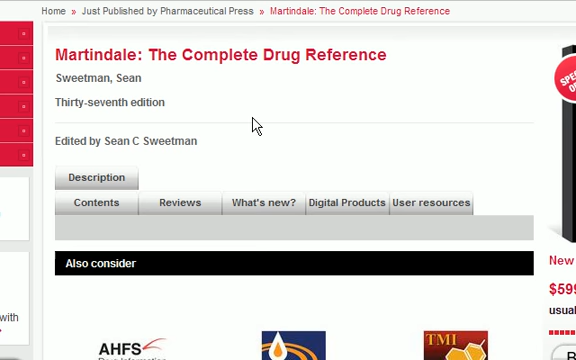 Home » Just Published by Pharmaceutical Press » Martindale: The Complete Drug Reference
Martindale: The Complete Drug Reference
Sweetman, Sean
Thirty-seventh edition
Edited by Sean C Sweetman
Description
Contents Reviews What's new? Digital Products User resources
Also consider
New
$599
usual
with
AHFS
Drug Information
TMI